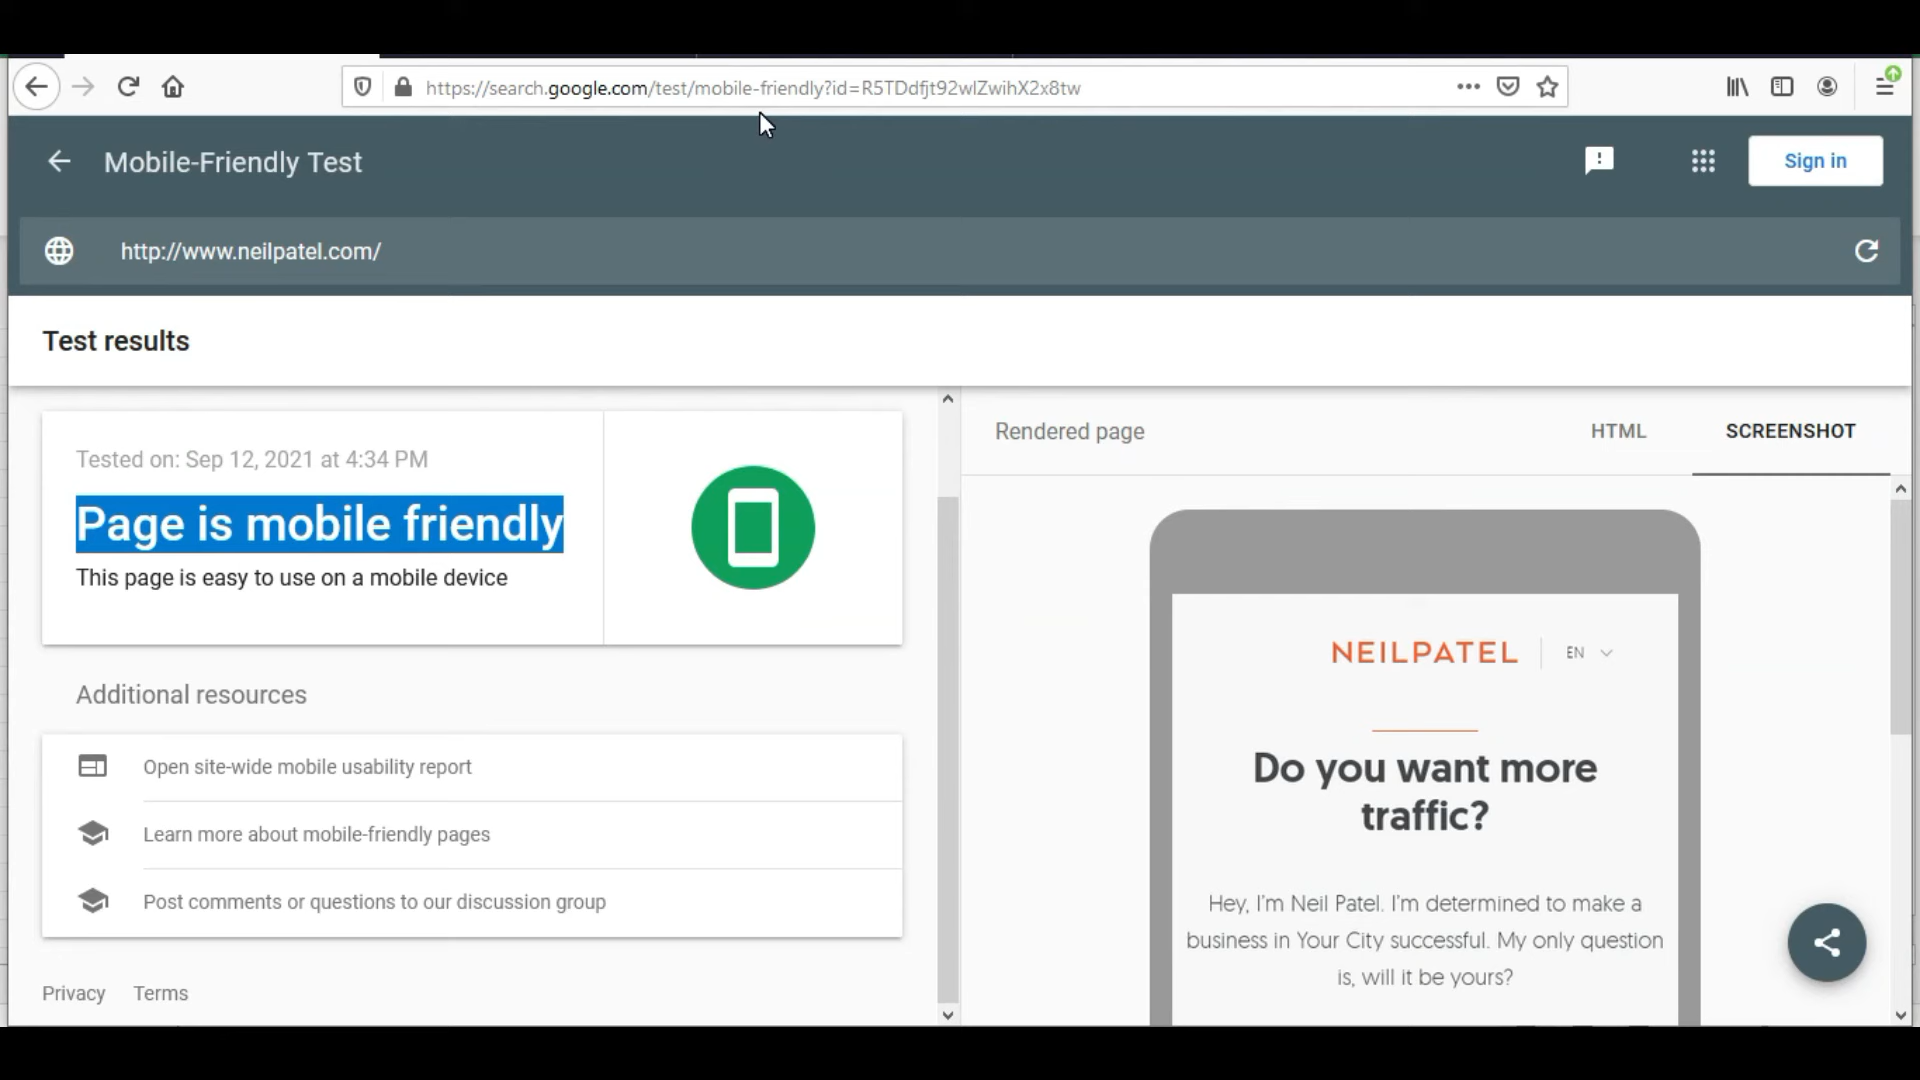 https://search.google.com/test/mobile-friendly?id=R5TDdfjt92wlZwihX2x8tw
Mobile-Friendly Test
Sign in
http://www.neilpatel.com/
Test results
Tested on: Sep 12, 2021 at 4:34 PM
Page is mobile friendly
This page is easy to use on a mobile device
Additional resources
Open site-wide mobile usability report
Learn more about mobile-friendly pages
Post comments or questions to our discussion group
Privacy Terms
Rendered page
HTML
SCREENSHOT
NEILPATEL
EN
Do you want more
traffic?
Hey, I'm Neil Patel. I'm determined to make a
business in Your City successful. My only question
is, will it be yours?